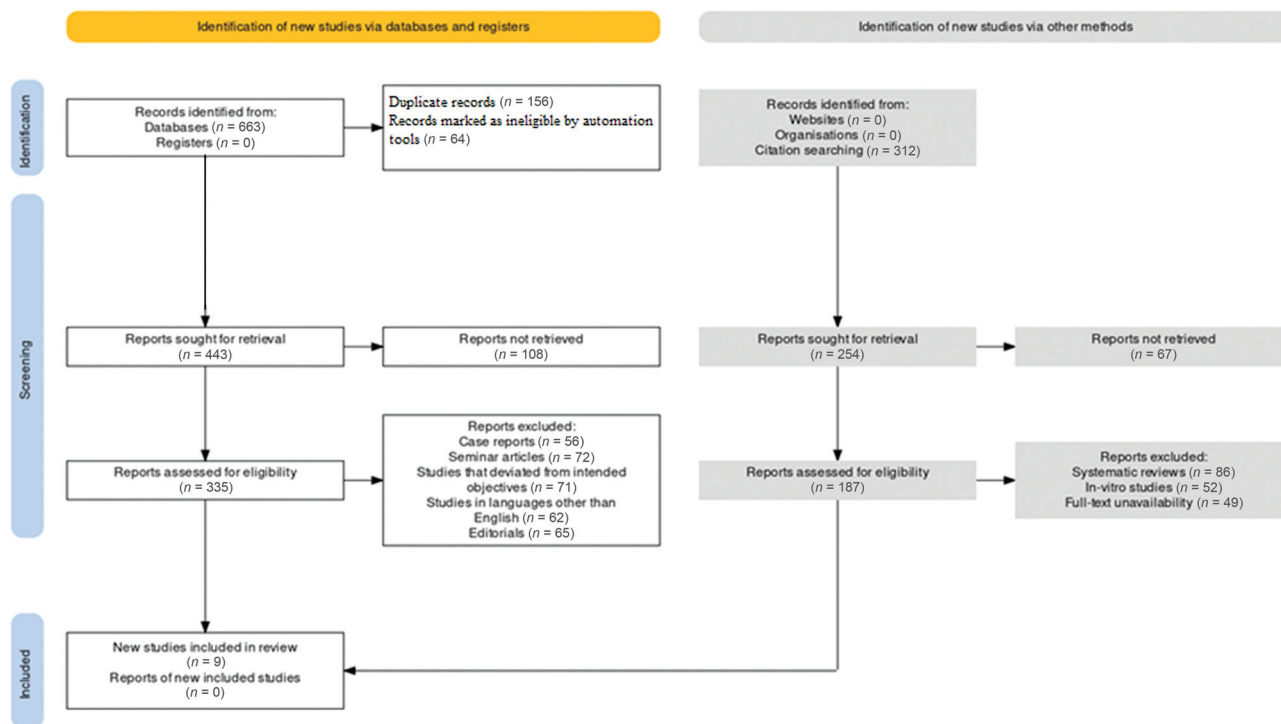 Identification of new studies via databases and registers
Identification of new studies via other methods
Identification
Records identified from:
Databases (n = 663)
Registers (n = 0)
Duplicate records (n = 156)
Records marked as ineligible by automation
tools (n = 64)
Records identified from:
Websites (n = 0)
Organisations (n = 0)
Citation searching (n = 312)
Screening
Reports sought for retrieval
(n = 443)
Reports not retrieved
(n = 108)
Reports sought for retrieval
(n = 254)
Reports not retrieved
(n = 67)
Reports assessed for eligibility
(n = 335)
Reports excluded:
Case reports (n = 56)
Seminar articles (n = 72)
Studies that deviated from intended
objectives (n = 71)
Studies in languages other than
English (n = 62)
Editorials (n = 65)
Reports assessed for eligibility
(n = 187)
Reports excluded:
Systematic reviews (n = 86)
In-vitro studies (n = 52)
Full-text unavailability (n = 49)
Included
New studies included in review
(n = 9)
Reports of new included studies
(n = 0)